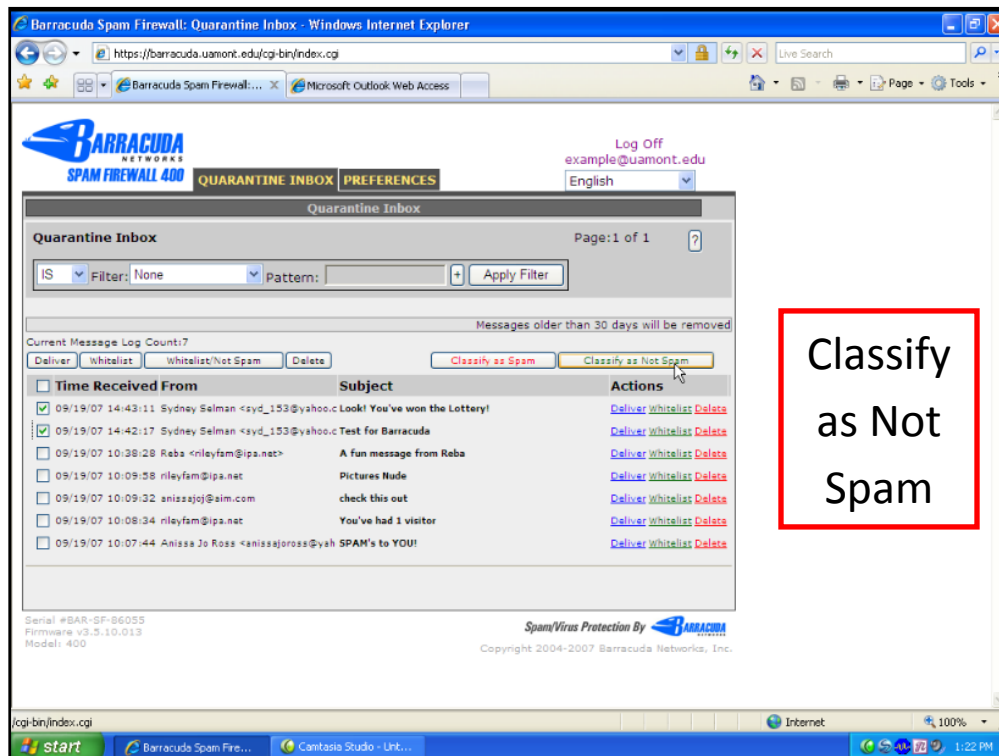 Barracuda Spam Firewall: Quarantine Inbox - Windows Internet Explorer
https://barracuda.uamont.edu/cgi-bin/index.cgi
Live Search
Barracuda Spam Firewall:... Microsoft Outlook Web Access Page Tools
BARRACUDA
NETWORKS
SPAM FIREWALL 400
QUARANTINE INBOX PREFERENCES
Log Off
example@uamont.edu
English
Quarantine Inbox
Quarantine Inbox Page:1 of 1 ?
IS Filter: None Pattern: + Apply Filter
Messages older than 30 days will be removed
Current Message Log Count:7
Deliver Whitelist Whitelist/Not Spam Delete Classify as Spam Classify as Not Spam
Time Received From Subject Actions
09/19/07 14:43:11 Sydney Selman <syd_153@yahoo.c Look! You've won the Lottery! Deliver Whitelist Delete
09/19/07 14:42:17 Sydney Selman <syd_153@yahoo.c Test for Barracuda Deliver Whitelist Delete
09/19/07 10:38:28 Reba <rileyfam@ipa.net> A fun message from Reba Deliver Whitelist Delete
09/19/07 10:09:58 rileyfam@ipa.net Pictures Nude Deliver Whitelist Delete
09/19/07 10:09:32 anissajoj@aim.com check this out Deliver Whitelist Delete
09/19/07 10:08:34 rileyfam@ipa.net You've had 1 visitor Deliver Whitelist Delete
09/19/07 10:07:44 Anissa Jo Ross <anissajoross@yah SPAM's to YOU! Deliver Whitelist Delete
Serial #BAR-SF-86055
Firmware v3.5.10.013
Model: 400
Spam/Virus Protection By BARRACUDA
NETWORKS
Copyright 2004-2007 Barracuda Networks, Inc.
Classify
as Not
Spam
/cgi-bin/index.cgi Internet 100%
start Barracuda Spam Fire... Camtasia Studio - Unt... 1:22 PM